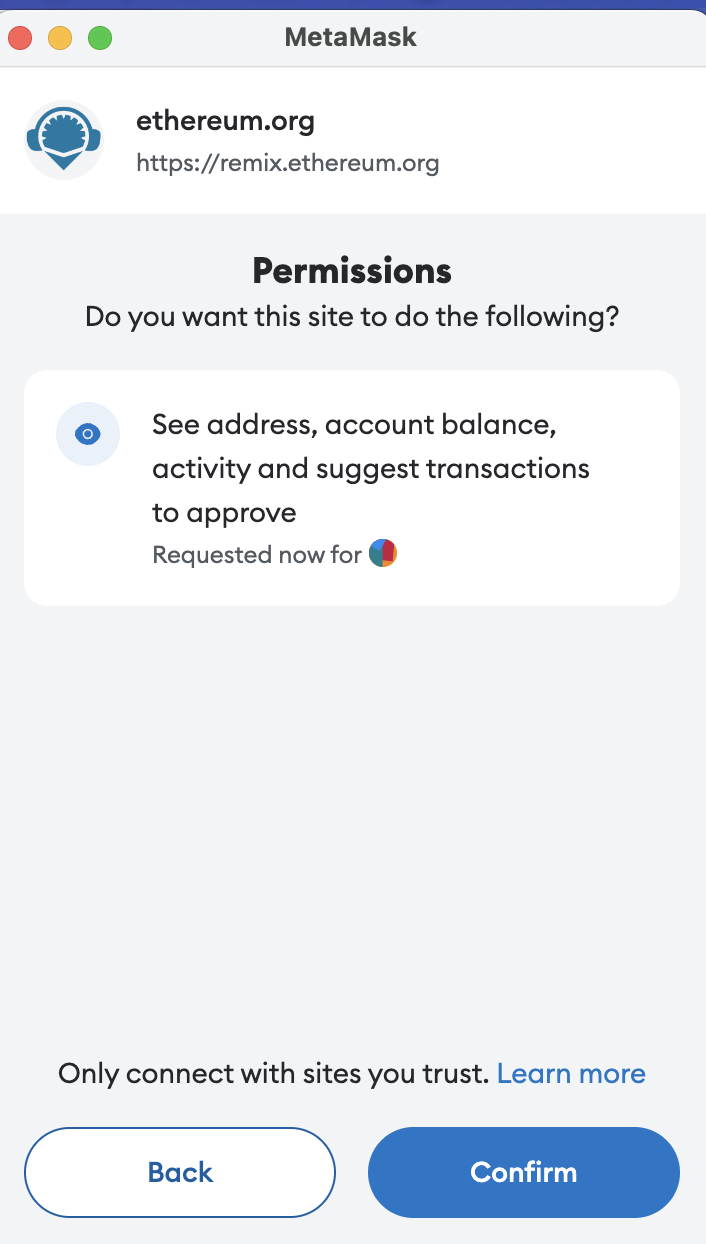 MetaMask
ethereum.org
https://remix.ethereum.org
Permissions
Do you want this site to do the following?
See address, account balance,
activity and suggest transactions
to approve
Requested now for
Only connect with sites you trust. Learn more
Back
Confirm